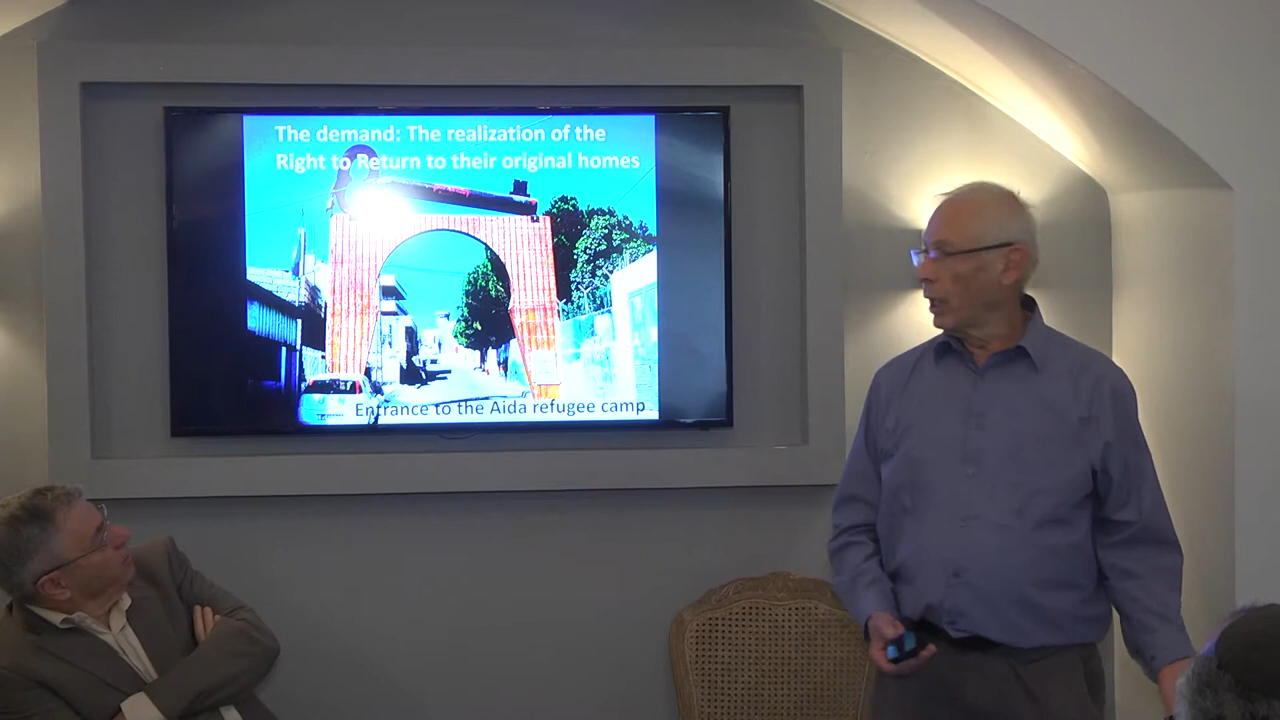 The demand: The realization of the
Right to Return to their original homes
Entrance to the Aida refugee camp